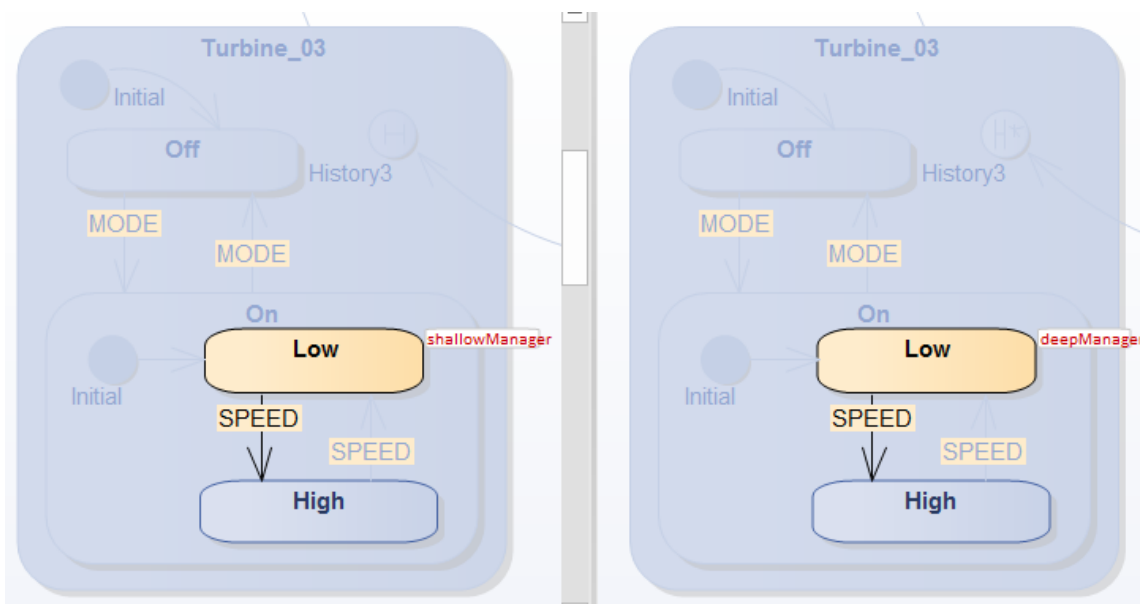 Turbine_03
Initial
Off
H
History3
MODE
MODE
On
Low
shallowManager
Initial
SPEED
SPEED
High
Turbine_03
Initial
Off
H*
History3
MODE
MODE
On
Low
deepManager
Initial
SPEED
SPEED
High